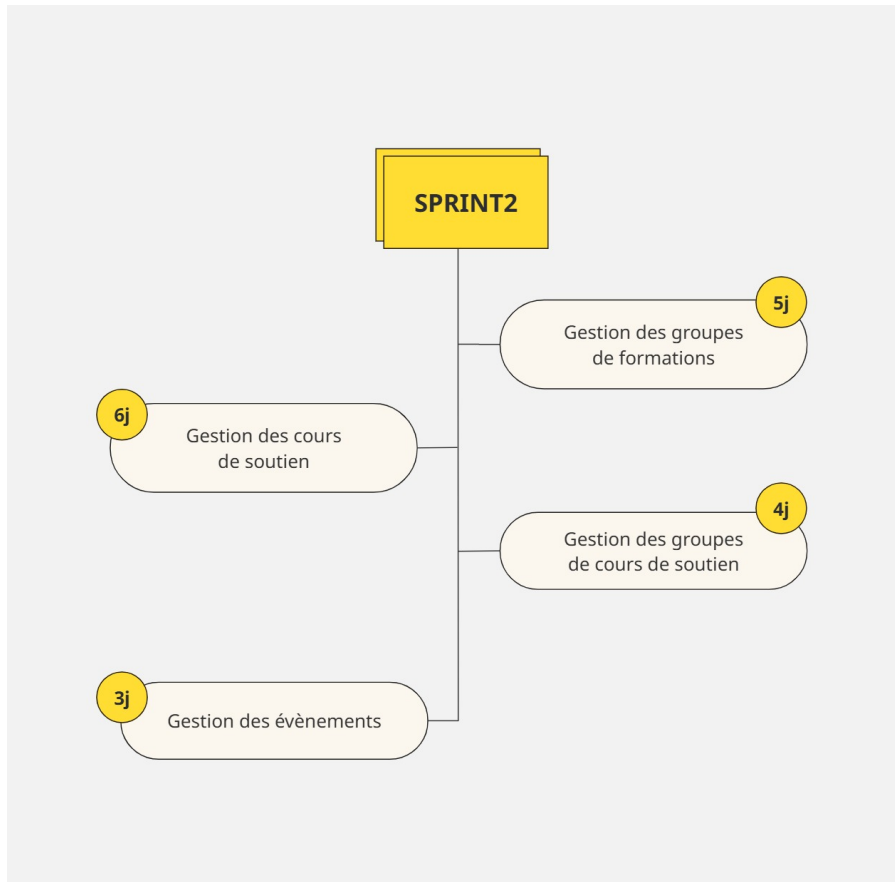 SPRINT2
5j
Gestion des groupes
de formations
6j
Gestion des cours
de soutien
4j
Gestion des groupes
de cours de soutien
3j
Gestion des évènements